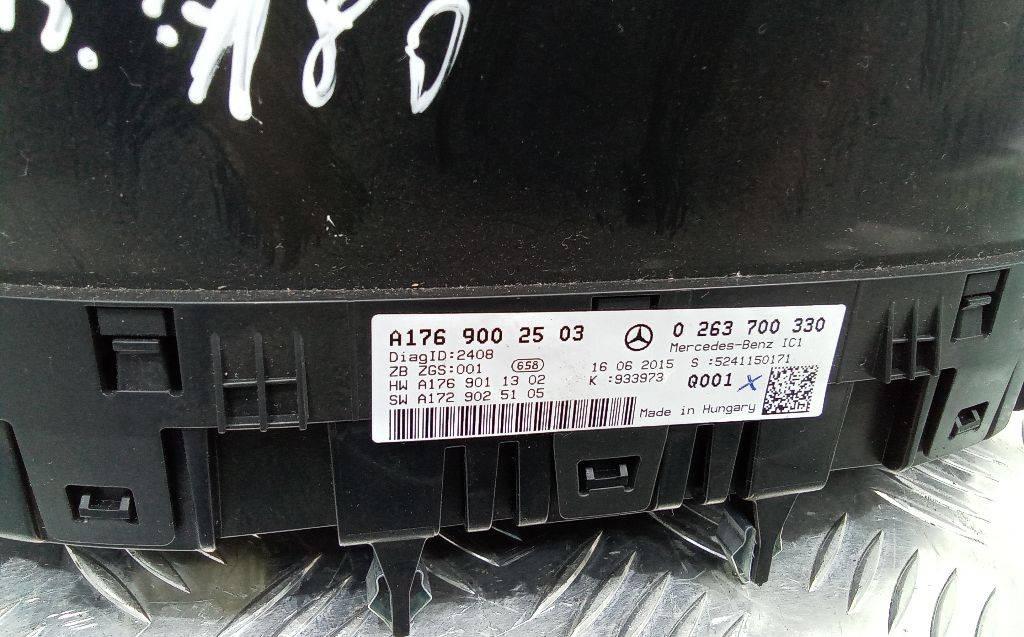 A176 900 25 03 0 263 700 330
DiagID:2408 Mercedes-Benz IC1
ZB ZGS:001 658 16 06 2015 S :5241150171
HW A176 901 13 02 K :933973 Q001 X
SW A172 902 51 05
Made in Hungary